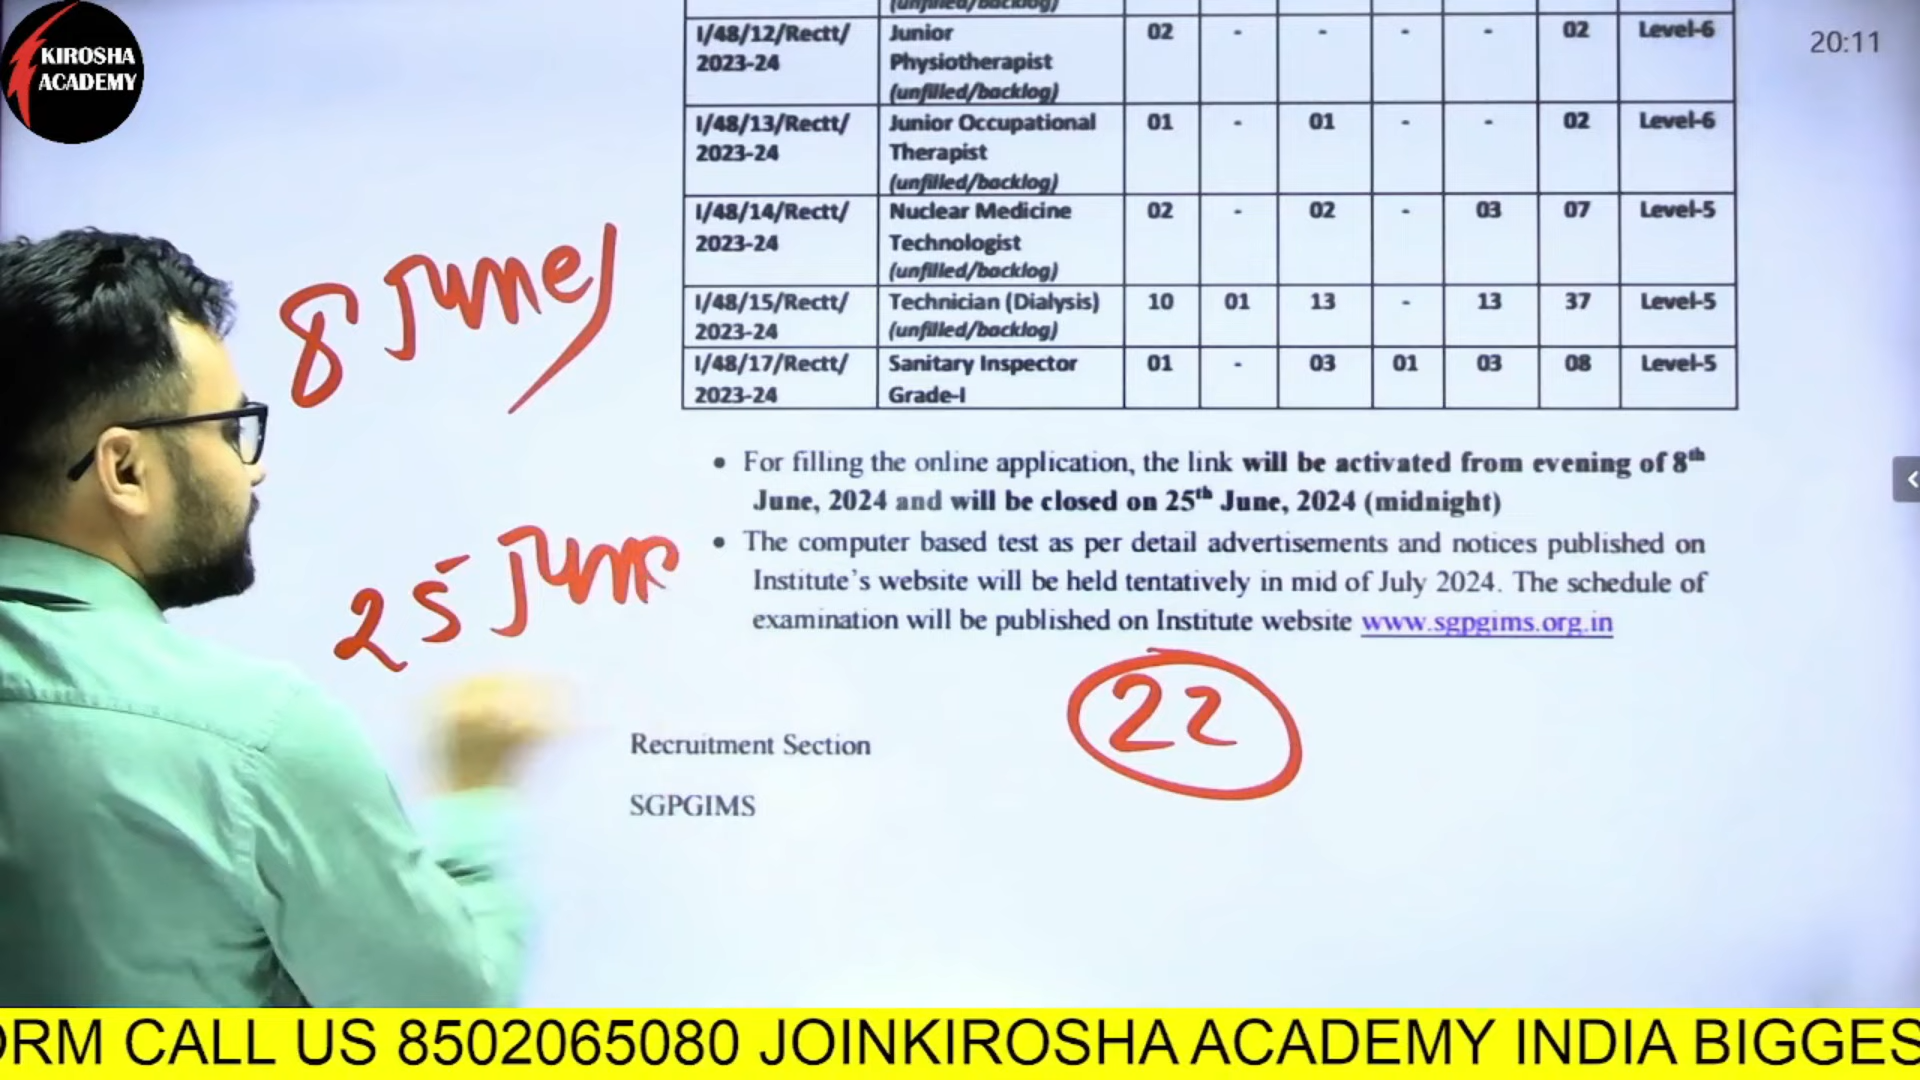 (unfilled/backlog)
I/48/12/Rectt/ Junior 02 - - - - 02 Level-6
2023-24 Physiotherapist
(unfilled/backlog)
I/48/13/Rectt/ Junior Occupational 01 - 01 - - 02 Level-6
2023-24 Therapist
(unfilled/backlog)
I/48/14/Rectt/ Nuclear Medicine 02 - 02 - 03 07 Level-5
2023-24 Technologist
(unfilled/backlog)
I/48/15/Rectt/ Technician (Dialysis) 10 01 13 - 13 37 Level-5
2023-24 (unfilled/backlog)
I/48/17/Rectt/ Sanitary Inspector 01 - 03 01 03 08 Level-5
2023-24 Grade-I
20:11
KIROSHA
ACADEMY
8 June
25 June
• For filling the online application, the link will be activated from evening of 8th
June, 2024 and will be closed on 25th June, 2024 (midnight)
• The computer based test as per detail advertisements and notices published on
Institute's website will be held tentatively in mid of July 2024. The schedule of
examination will be published on Institute website www.sgpgims.org.in
22
Recruitment Section
SGPGIMS
ORM CALL US 8502065080 JOINKIROSHA ACADEMY INDIA BIGGES